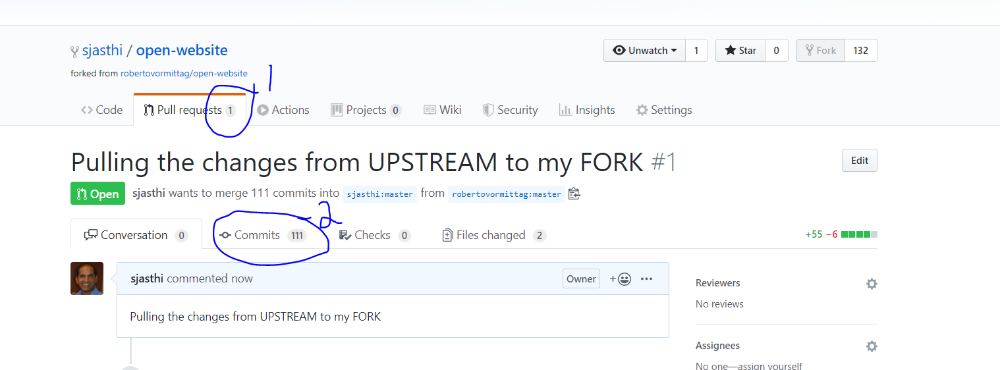 sjasthi / open-website
Unwatch 1 Star 0 Fork 132
forked from robertovormittag/open-website
1
Code Pull requests 1 Actions Projects 0 Wiki Security Insights Settings
Pulling the changes from UPSTREAM to my FORK #1
Edit
Open sjasthi wants to merge 111 commits into sjasthi:master from robertovormittag:master
2
Conversation 0 Commits 111 Checks 0 Files changed 2
+55 −6
sjasthi commented now
Owner
Pulling the changes from UPSTREAM to my FORK
Reviewers
No reviews
Assignees
No one—assign yourself